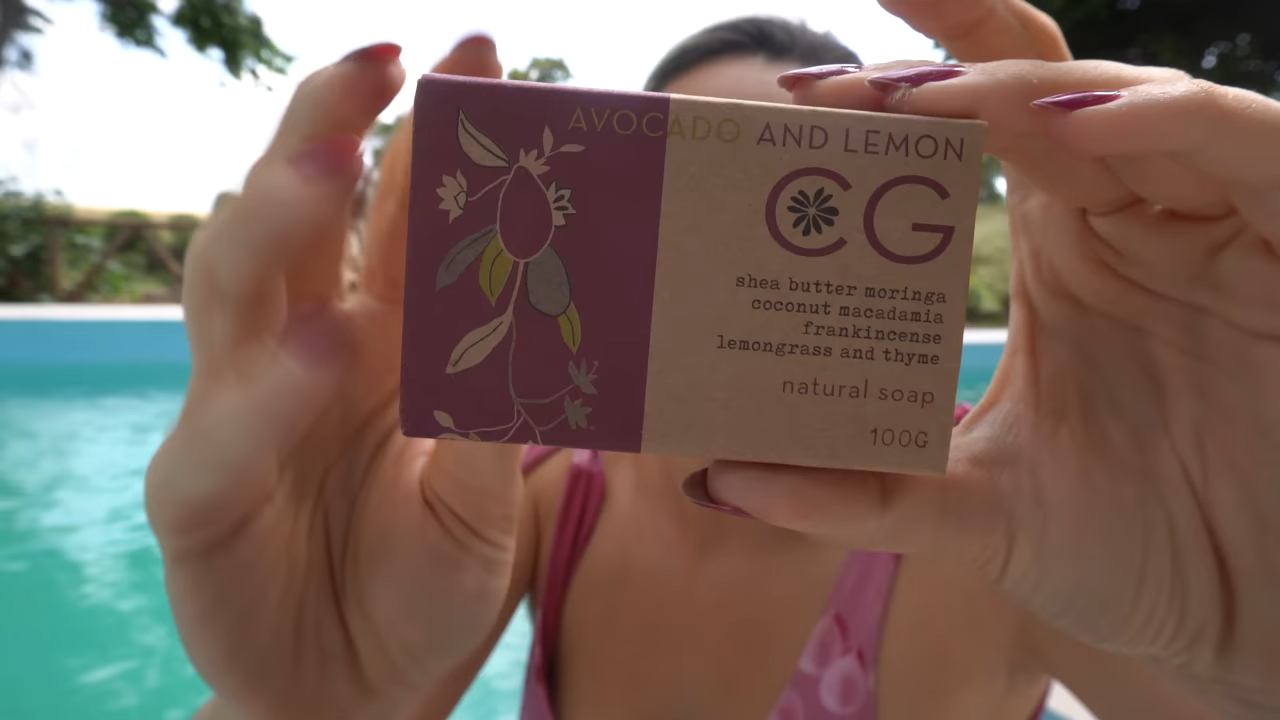 AVOCADO AND LEMON
CG
shea butter moringa
coconut macadamia
frankincense
lemongrass and thyme
natural soap
100G